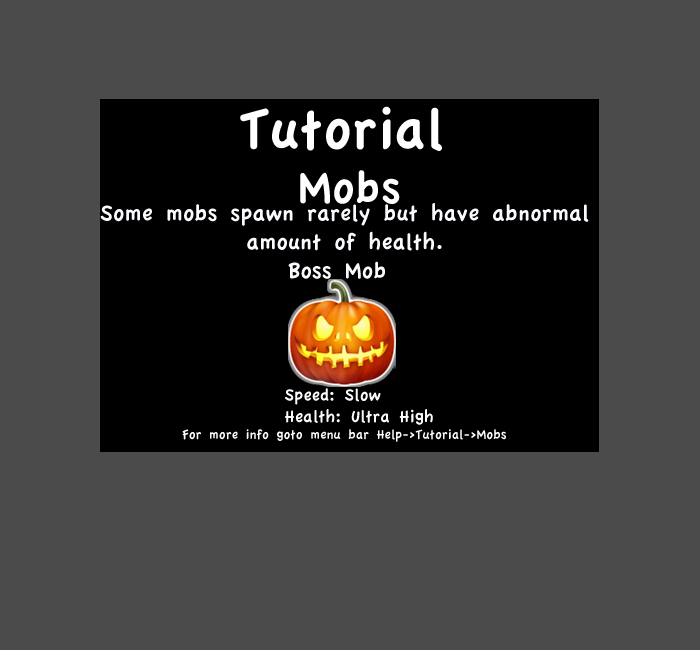 Tutorial
Mobs
Some mobs spawn rarely but have abnormal
amount of health.
Boss Mob
Speed: Slow
Health: Ultra High
For more info goto menu bar Help->Tutorial->Mobs